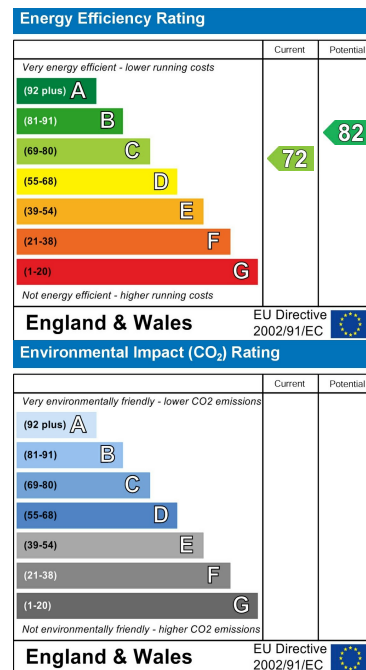 Energy Efficiency Rating
Current Potential
Very energy efficient - lower running costs
(92 plus) A
(81-91) B
82
(69-80) C
72
(55-68) D
(39-54) E
(21-38) F
(1-20) G
Not energy efficient - higher running costs
England & Wales
EU Directive
2002/91/EC
Environmental Impact (CO₂) Rating
Current Potential
Very environmentally friendly - lower CO2 emissions
(92 plus) A
(81-91) B
(69-80) C
(55-68) D
(39-54) E
(21-38) F
(1-20) G
Not environmentally friendly - higher CO2 emissions
England & Wales
EU Directive
2002/91/EC